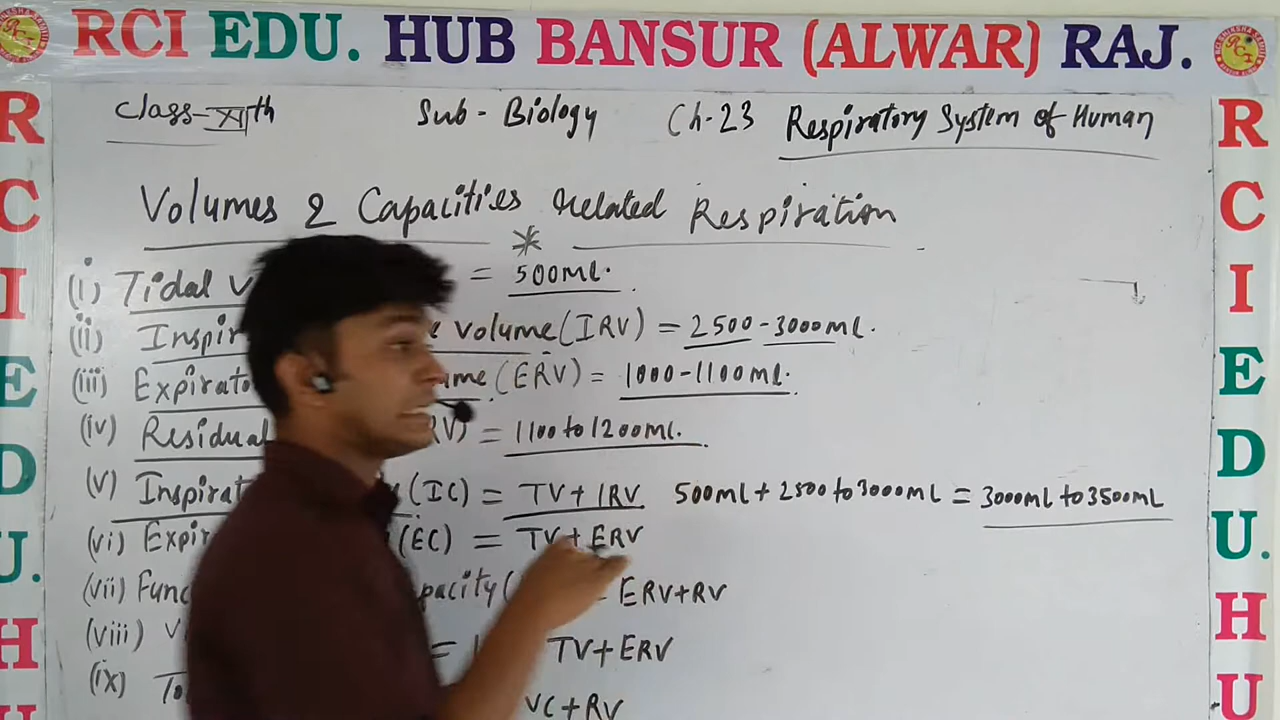 RCI EDU. HUB BANSUR (ALWAR) RAJ.
Class-XIth Sub - Biology Ch.23 Respiratory System of Human
Volumes & Capacities related Respiration
*
(i) Tidal V = 500ml.
(ii) Inspir e Volume (IRV) = 2500-3000ml.
(iii) Expirato ume (ERV) = 1000-1100ml.
(iv) Residual RV) = 1100 to 1200ml.
(v) Inspirat y (IC) = TV + IRV 500ml + 2500 to 3000ml = 3000ml to 3500ml
(vi) Expir (EC) = TV + ERV
(vii) Func pacity ( = ERV+RV
(viii) V = I TV+ERV
(ix) To VC + RV
R
C
I
E
D
U.
H
R
C
I
E
D
U.
H
U